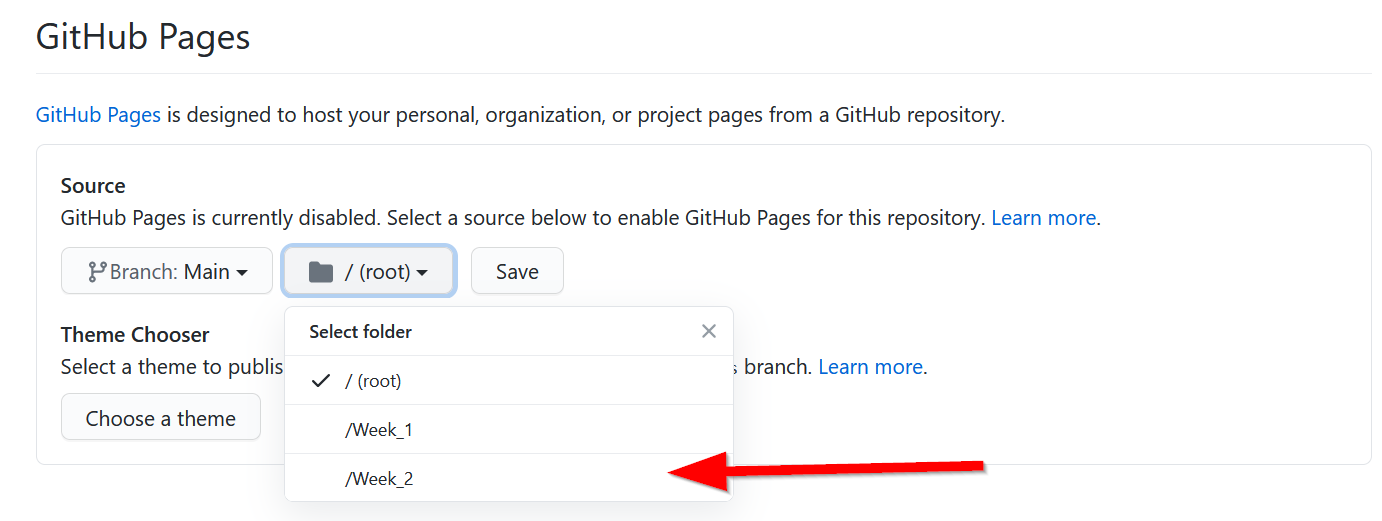 GitHub Pages
GitHub Pages is designed to host your personal, organization, or project pages from a GitHub repository.
Source
GitHub Pages is currently disabled. Select a source below to enable GitHub Pages for this repository. Learn more.
Branch: Main / (root) Save
Select folder
Theme Chooser
Select a theme to publis s branch. Learn more.
/ (root)
Choose a theme
/Week_1
/Week_2